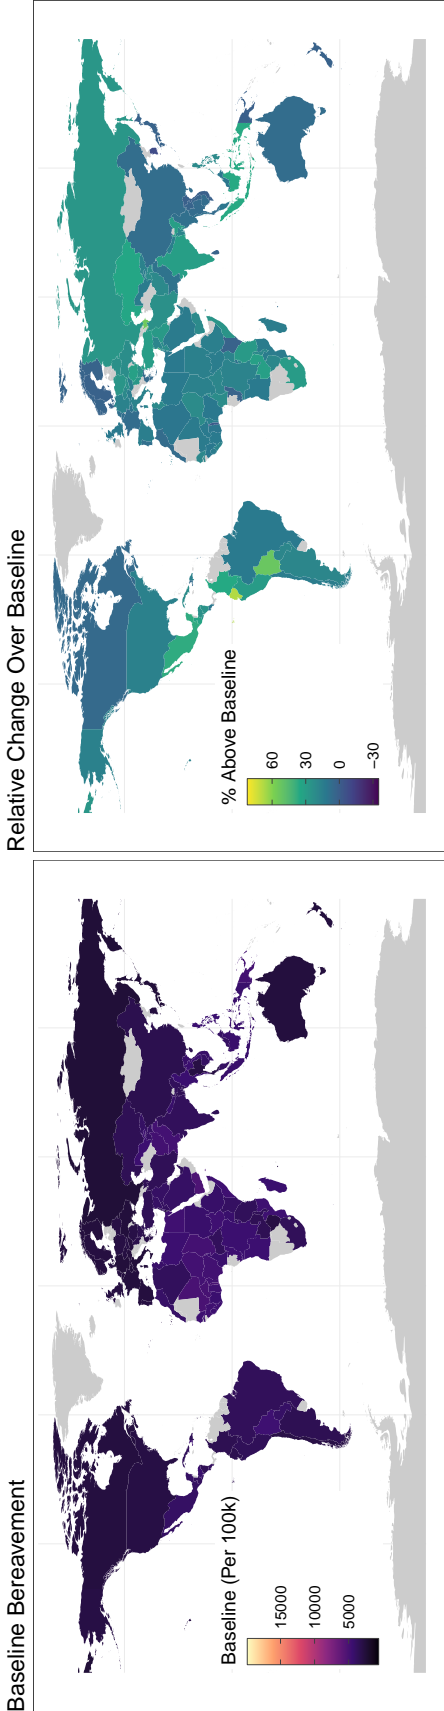 Baseline Bereavement
Baseline (Per 100k)
15000
10000
5000
Relative Change Over Baseline
% Above Baseline
60
30
0
−30